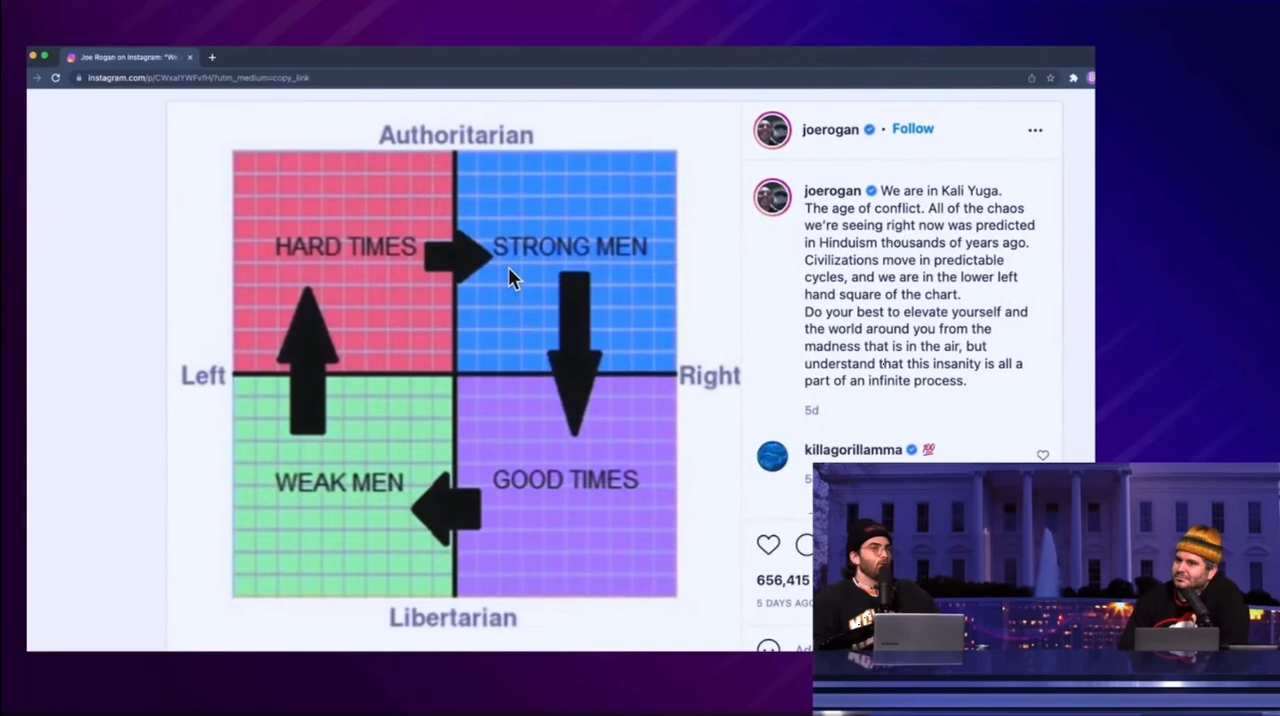 Joe Rogan on Instagram: "We
instagram.com/p/CWxalYWFvfH/?utm_medium=copy_link
Authoritarian
HARD TIMES
STRONG MEN
Left
Right
WEAK MEN
GOOD TIMES
Libertarian
joerogan • Follow
joerogan We are in Kali Yuga.
The age of conflict. All of the chaos
we're seeing right now was predicted
in Hinduism thousands of years ago.
Civilizations move in predictable
cycles, and we are in the lower left
hand square of the chart.
Do your best to elevate yourself and
the world around you from the
madness that is in the air, but
understand that this insanity is all a
part of an infinite process.
5d
killagorillamma 💯
656,415
5 DAYS AGO